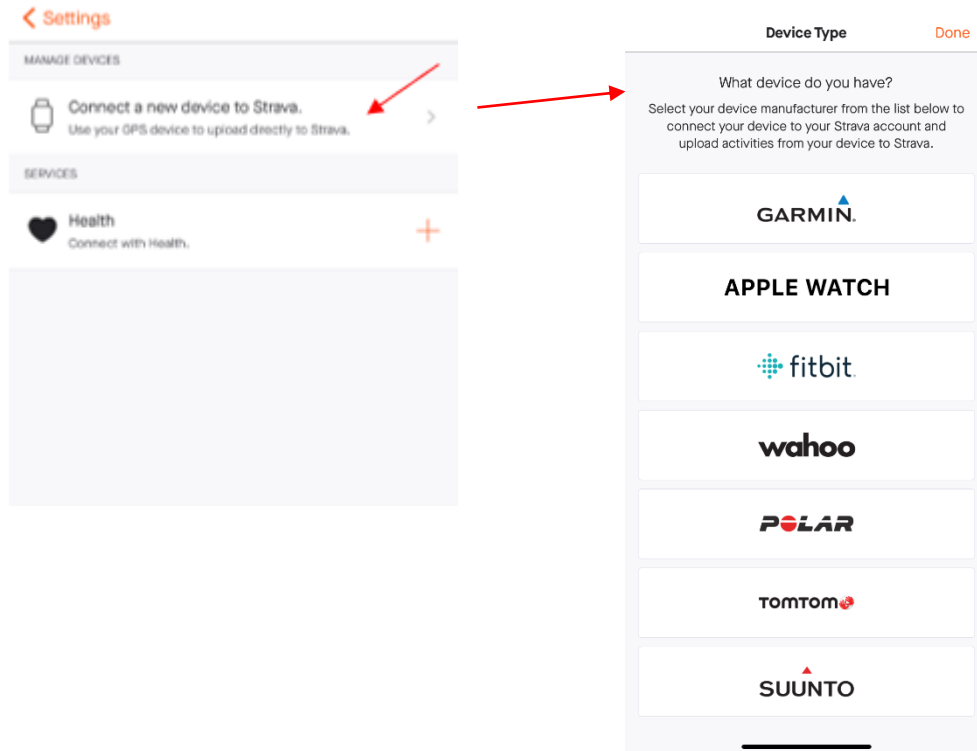 Settings
MANAGE DEVICES
Connect a new device to Strava.
Use your GPS device to upload directly to Strava.
SERVICES
Health
Connect with Health.
Device Type
Done
What device do you have?
Select your device manufacturer from the list below to
connect your device to your Strava account and
upload activities from your device to Strava.
GARMIN.
APPLE WATCH
fitbit.
wahoo
POLAR
TOMTOM
SUUNTO